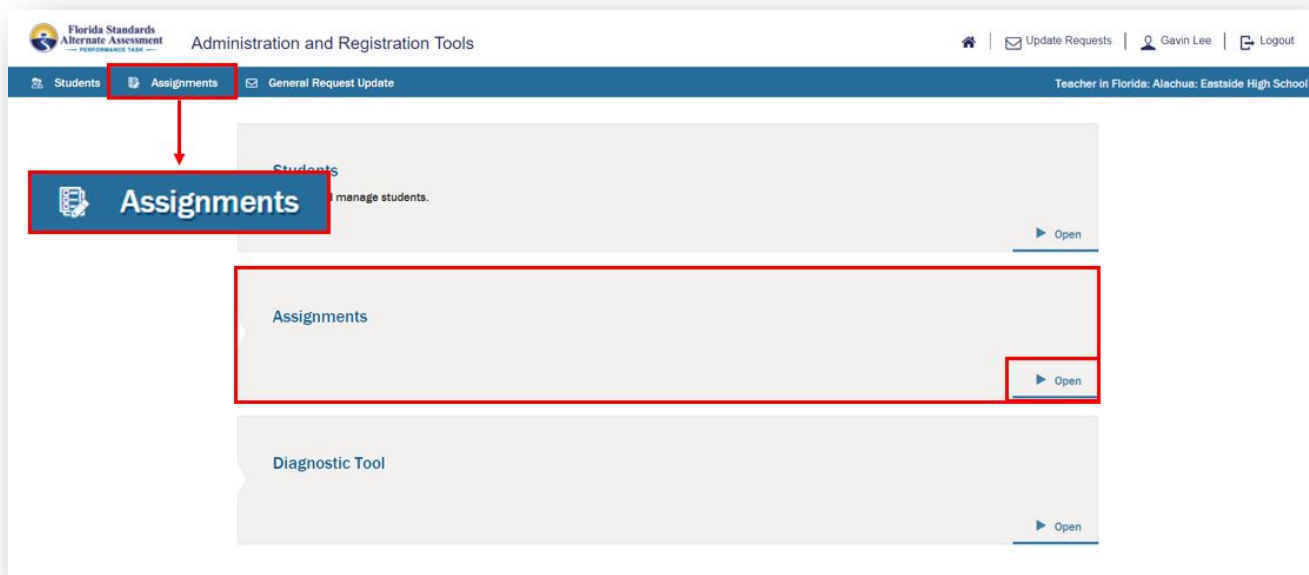 Florida Standards
Alternate Assessment
PERFORMANCE TASK
Administration and Registration Tools
Update Requests
Gavin Lee
Logout
Students
Assignments
General Request Update
Teacher in Florida: Alachua: Eastside High School
Students
Assignments
manage students.
Open
Assignments
Open
Diagnostic Tool
Open